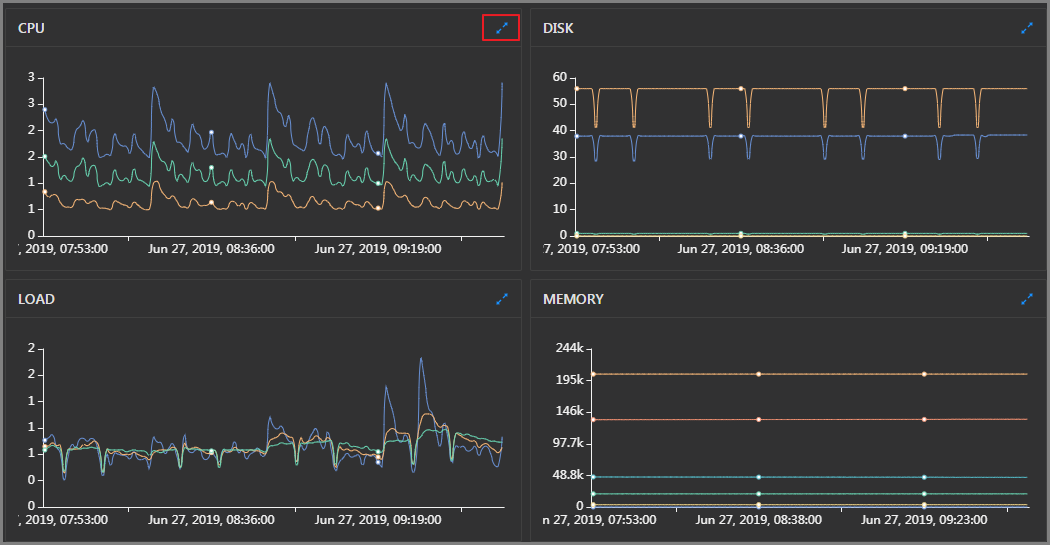 CPU
3
3
2
2
1
1
0
', 2019, 07:53:00 Jun 27, 2019, 08:36:00 Jun 27, 2019, 09:19:00
DISK
60
50
40
30
20
10
0
'7, 2019, 07:53:00 Jun 27, 2019, 08:36:00 Jun 27, 2019, 09:19:00
LOAD
2
2
1
1
1
0
0
', 2019, 07:53:00 Jun 27, 2019, 08:36:00 Jun 27, 2019, 09:19:00
MEMORY
244k
195k
146k
97.7k
48.8k
0
n 27, 2019, 07:53:00 Jun 27, 2019, 08:38:00 Jun 27, 2019, 09:23:00